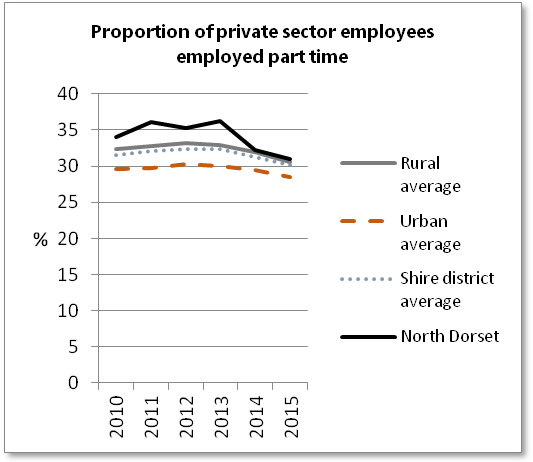 Proportion of private sector employees
employed part time
40
35
30
25
20
15
10
5
0
%
2010
2011
2012
2013
2014
2015
Rural
average
Urban
average
Shire district
average
North Dorset